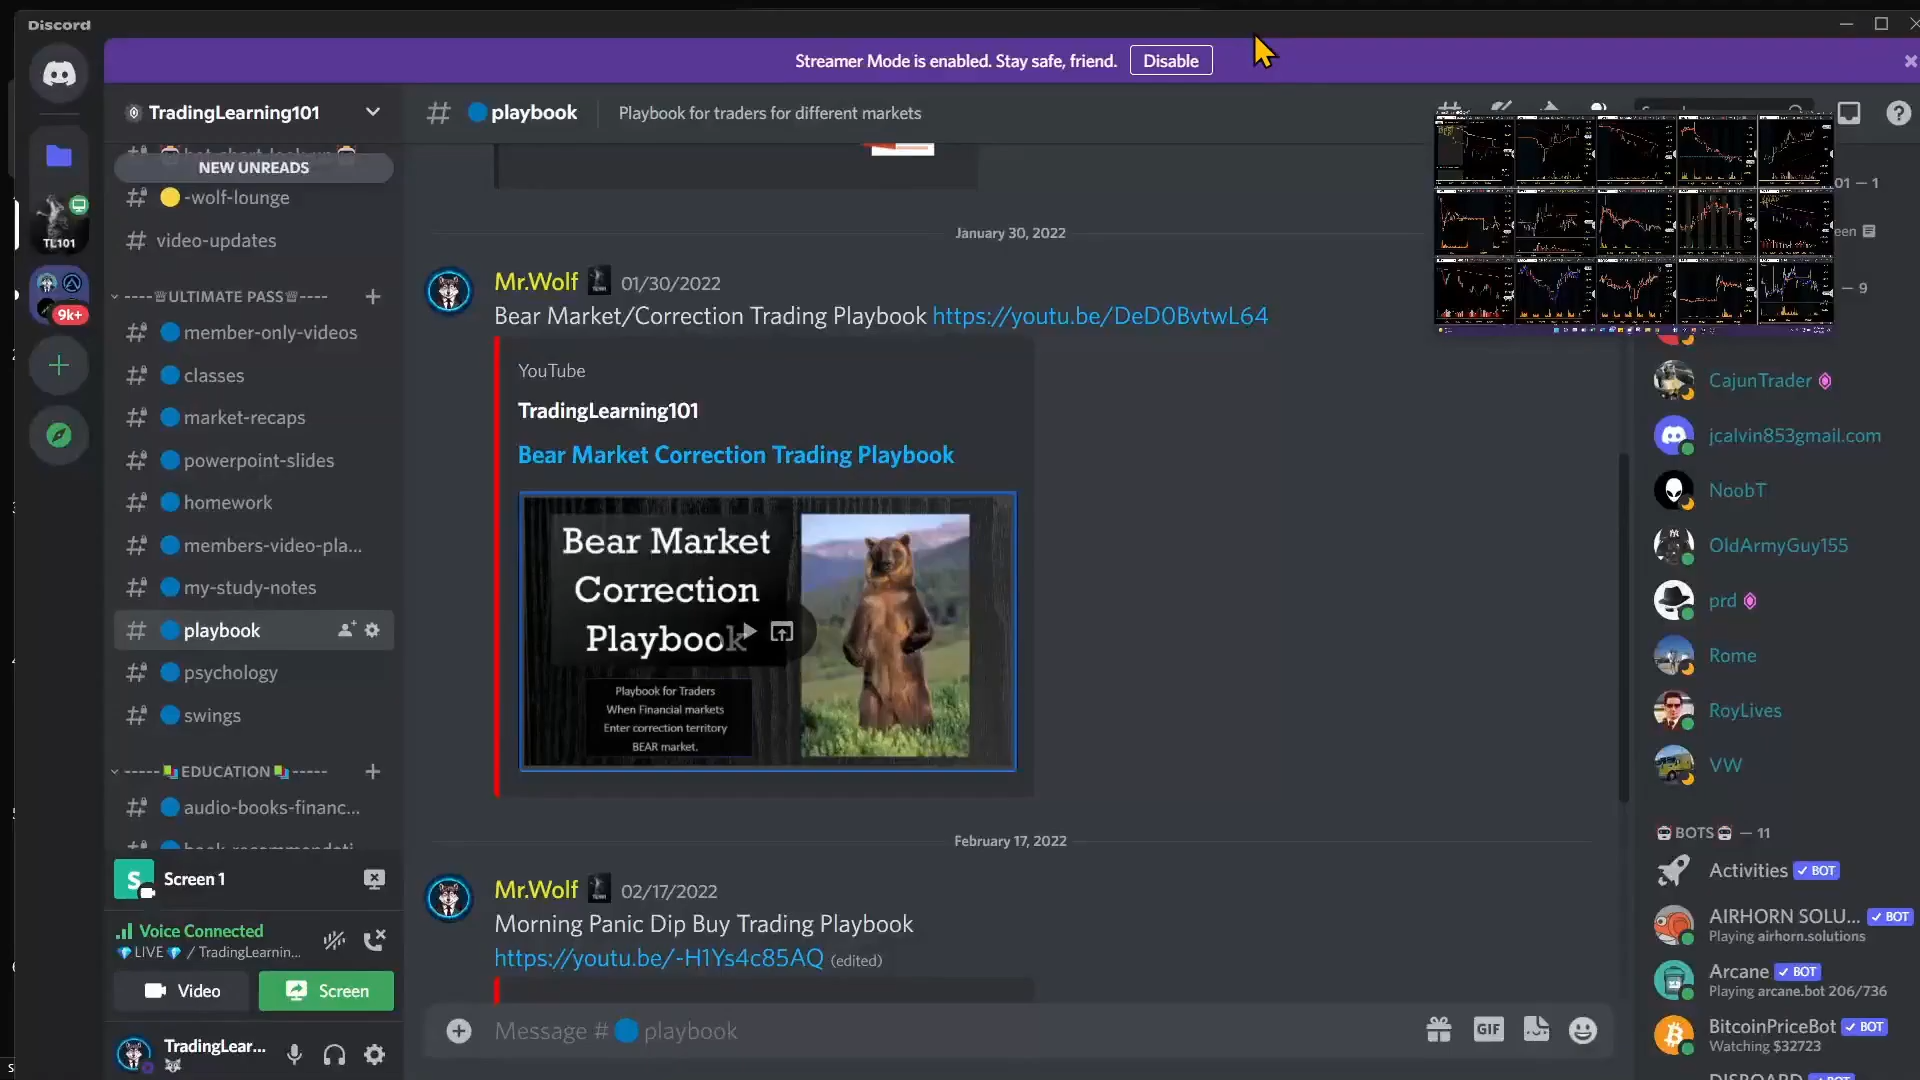 Discord
Streamer Mode is enabled. Stay safe, friend.
Disable
TradingLearning101
playbook
Playbook for traders for different markets
NEW UNREADS
-wolf-lounge
video-updates
TL101
9k+
----♕ULTIMATE PASS♕----
member-only-videos
classes
market-recaps
powerpoint-slides
homework
members-video-pla...
my-study-notes
playbook
psychology
swings
-----EDUCATION-----
audio-books-financ...
S
Screen 1
Voice Connected
LIVE / TradingLearnin...
Video
Screen
TradingLear...
January 30, 2022
Mr.Wolf 01/30/2022
Bear Market/Correction Trading Playbook https://youtu.be/DeD0BvtwL64
YouTube
TradingLearning101
Bear Market Correction Trading Playbook
Bear Market
Correction
Playbook
Playbook for Traders
When Financial markets
Enter correction territory
BEAR market.
February 17, 2022
Mr.Wolf 02/17/2022
Morning Panic Dip Buy Trading Playbook
https://youtu.be/-H1Ys4c85AQ (edited)
Message # playbook
GIF
01 — 1
een
— 9
CajunTrader
jcalvin853gmail.com
NoobT
OldArmyGuy155
prd
Rome
RoyLives
VW
BOTS — 11
Activities ✓ BOT
AIRHORN SOLU... ✓ BOT
Playing airhorn.solutions
Arcane ✓ BOT
Playing arcane.bot 206/736
BitcoinPriceBot ✓ BOT
Watching $32723